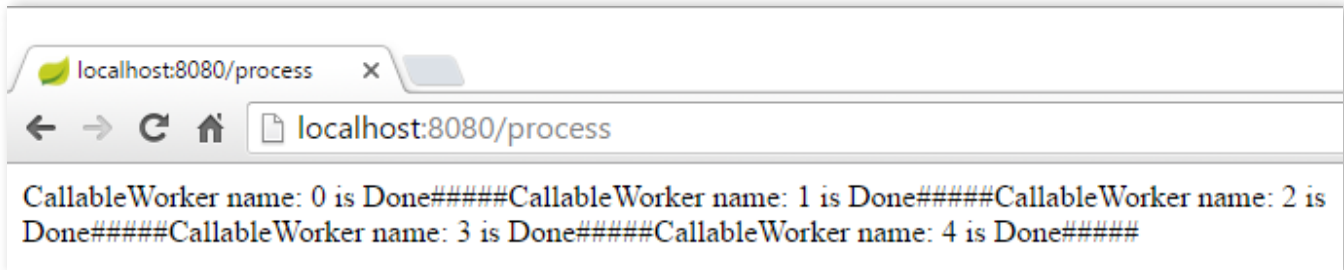 localhost:8080/process
localhost:8080/process
CallableWorker name: 0 is Done#####CallableWorker name: 1 is Done#####CallableWorker name: 2 is
Done#####CallableWorker name: 3 is Done#####CallableWorker name: 4 is Done#####